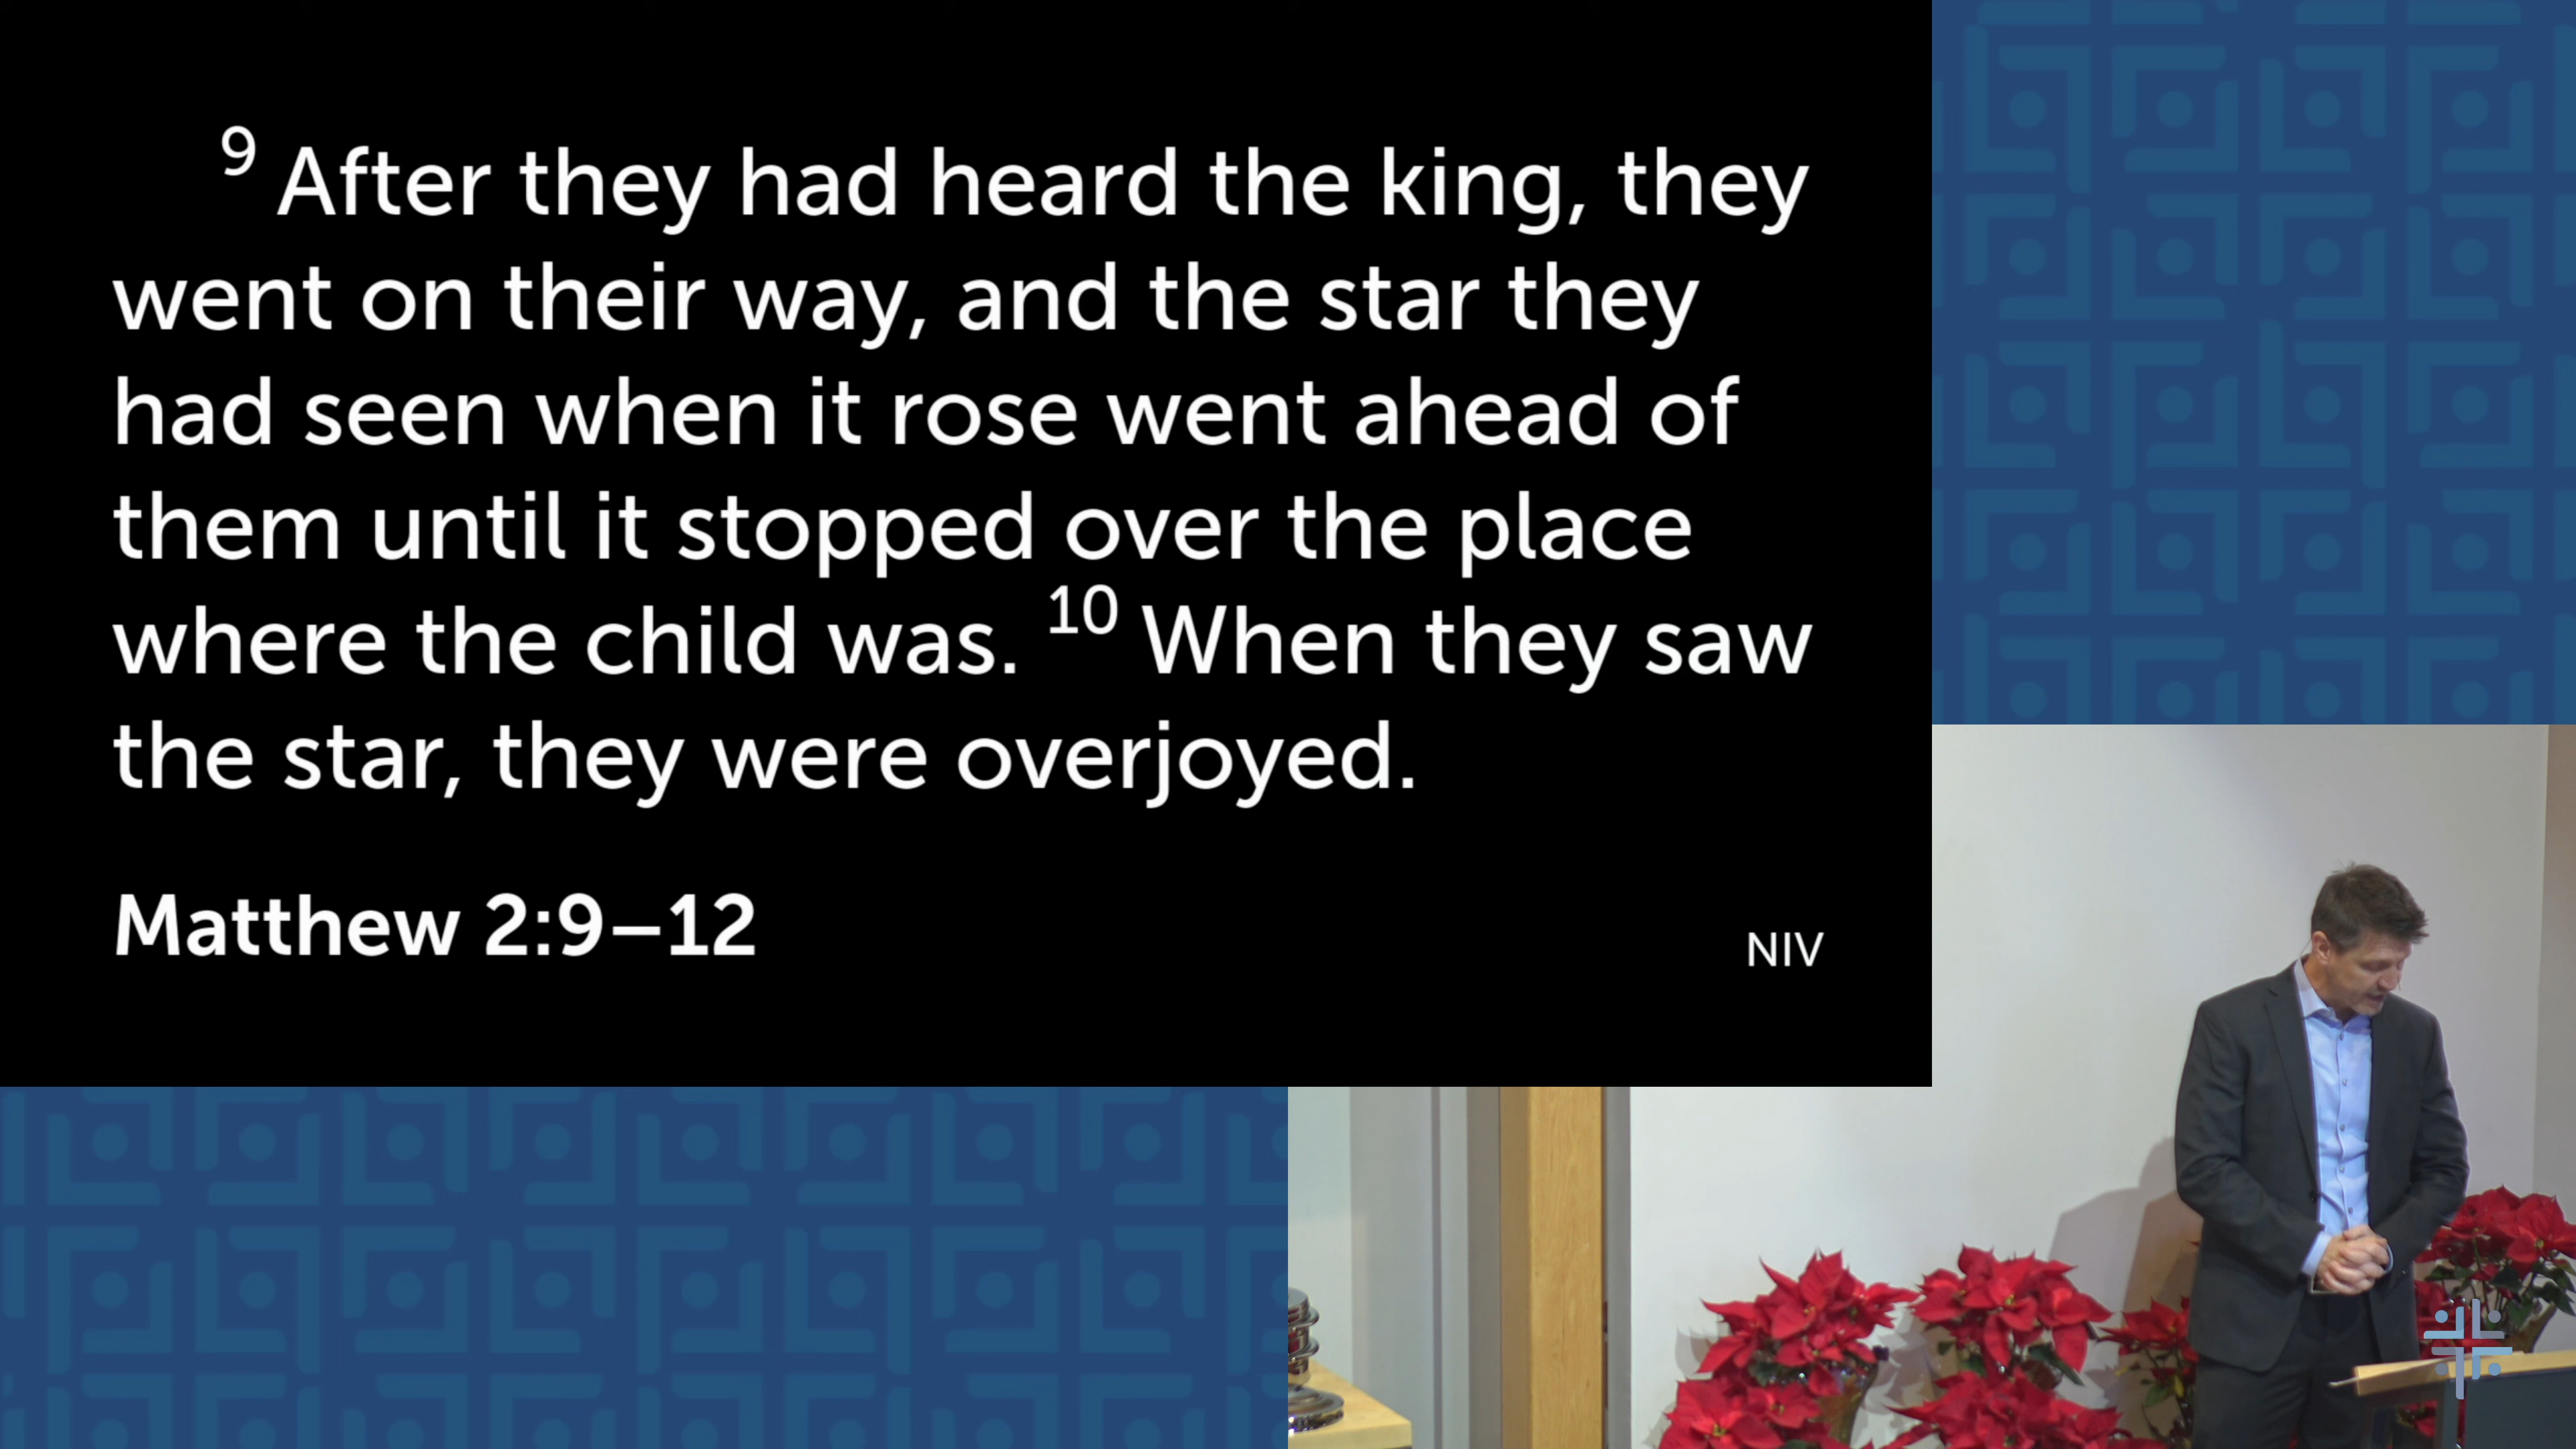 9 After they had heard the king, they
went on their way, and the star they
had seen when it rose went ahead of
them until it stopped over the place
where the child was. 10 When they saw
the star, they were overjoyed.
Matthew 2:9–12
NIV